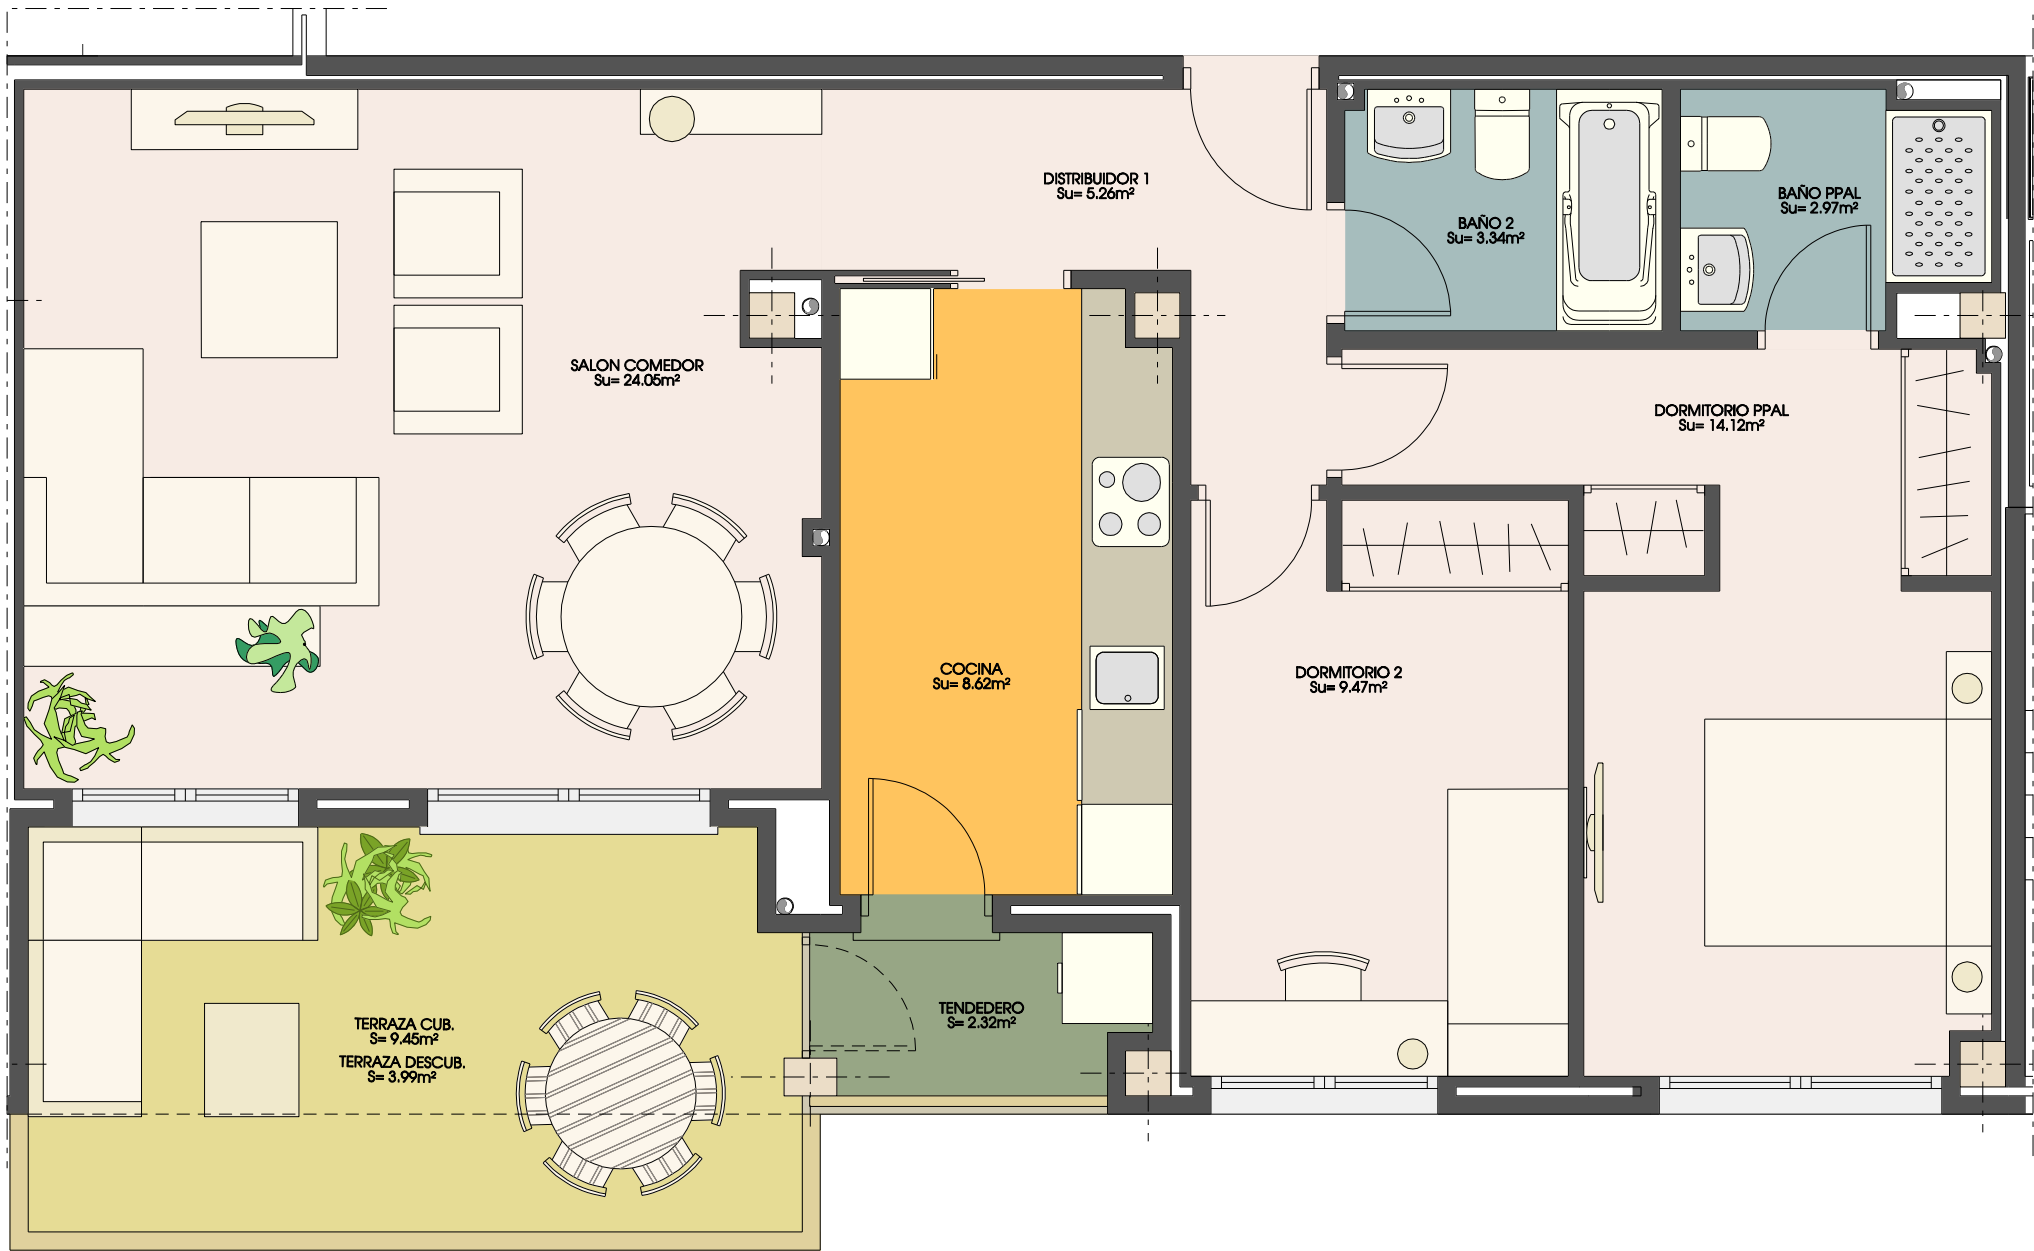 DISTRIBUIDOR 1
Su= 5.26m²
BAÑO PPAL
Su= 2.97m²
BAÑO 2
Su= 3.34m²
SALON COMEDOR
Su= 24.05m²
DORMITORIO PPAL
Su= 14.12m²
COCINA
Su= 8.62m²
DORMITORIO 2
Su= 9.47m²
TENDEDERO
S= 2.32m²
TERRAZA CUB.
S= 9.45m²
TERRAZA DESCUB.
S= 3.99m²